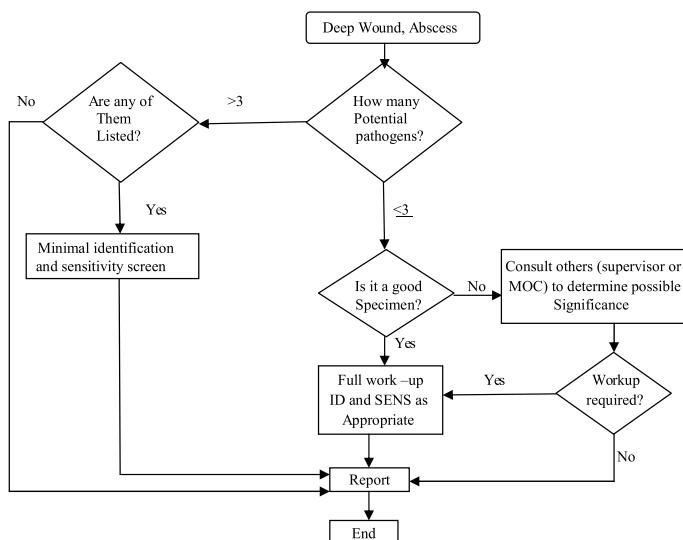 Deep Wound, Abscess
No
Are any of
Them
Listed?
>3
How many
Potential
pathogens?
Yes
<3
Minimal identification
and sensitivity screen
Is it a good
Specimen?
No
Consult others (supervisor or
MOC) to determine possible
Significance
Yes
Full work –up
ID and SENS as
Appropriate
Yes
Workup
required?
No
Report
End